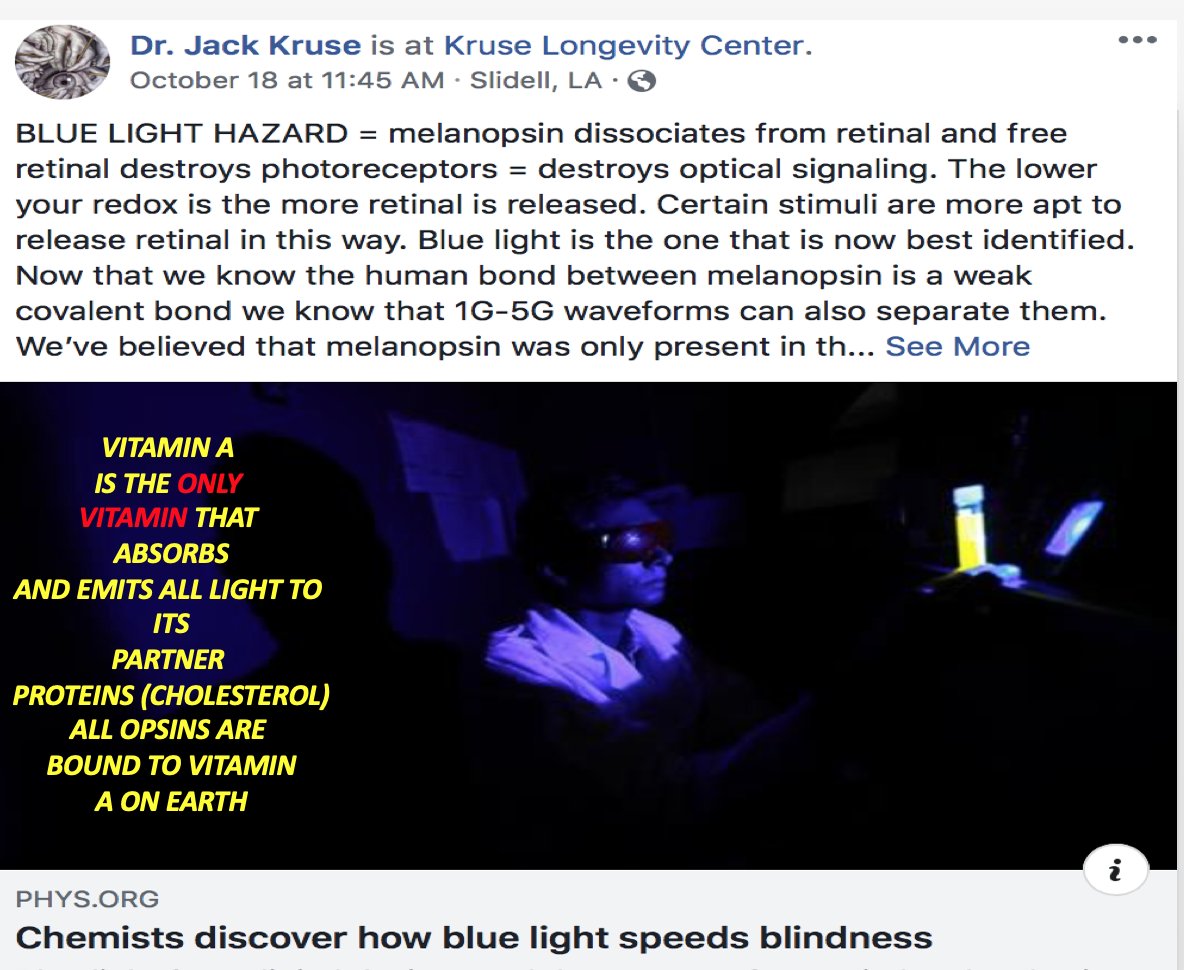 Dr. Jack Kruse is at Kruse Longevity Center.
October 18 at 11:45 AM · Slidell, LA ·
BLUE LIGHT HAZARD = melanopsin dissociates from retinal and free
retinal destroys photoreceptors = destroys optical signaling. The lower
your redox is the more retinal is released. Certain stimuli are more apt to
release retinal in this way. Blue light is the one that is now best identified.
Now that we know the human bond between melanopsin is a weak
covalent bond we know that 1G-5G waveforms can also separate them.
We've believed that melanopsin was only present in th... See More
VITAMIN A
IS THE ONLY
VITAMIN THAT
ABSORBS
AND EMITS ALL LIGHT TO
ITS
PARTNER
PROTEINS (CHOLESTEROL)
ALL OPSINS ARE
BOUND TO VITAMIN
A ON EARTH
i
PHYS.ORG
Chemists discover how blue light speeds blindness